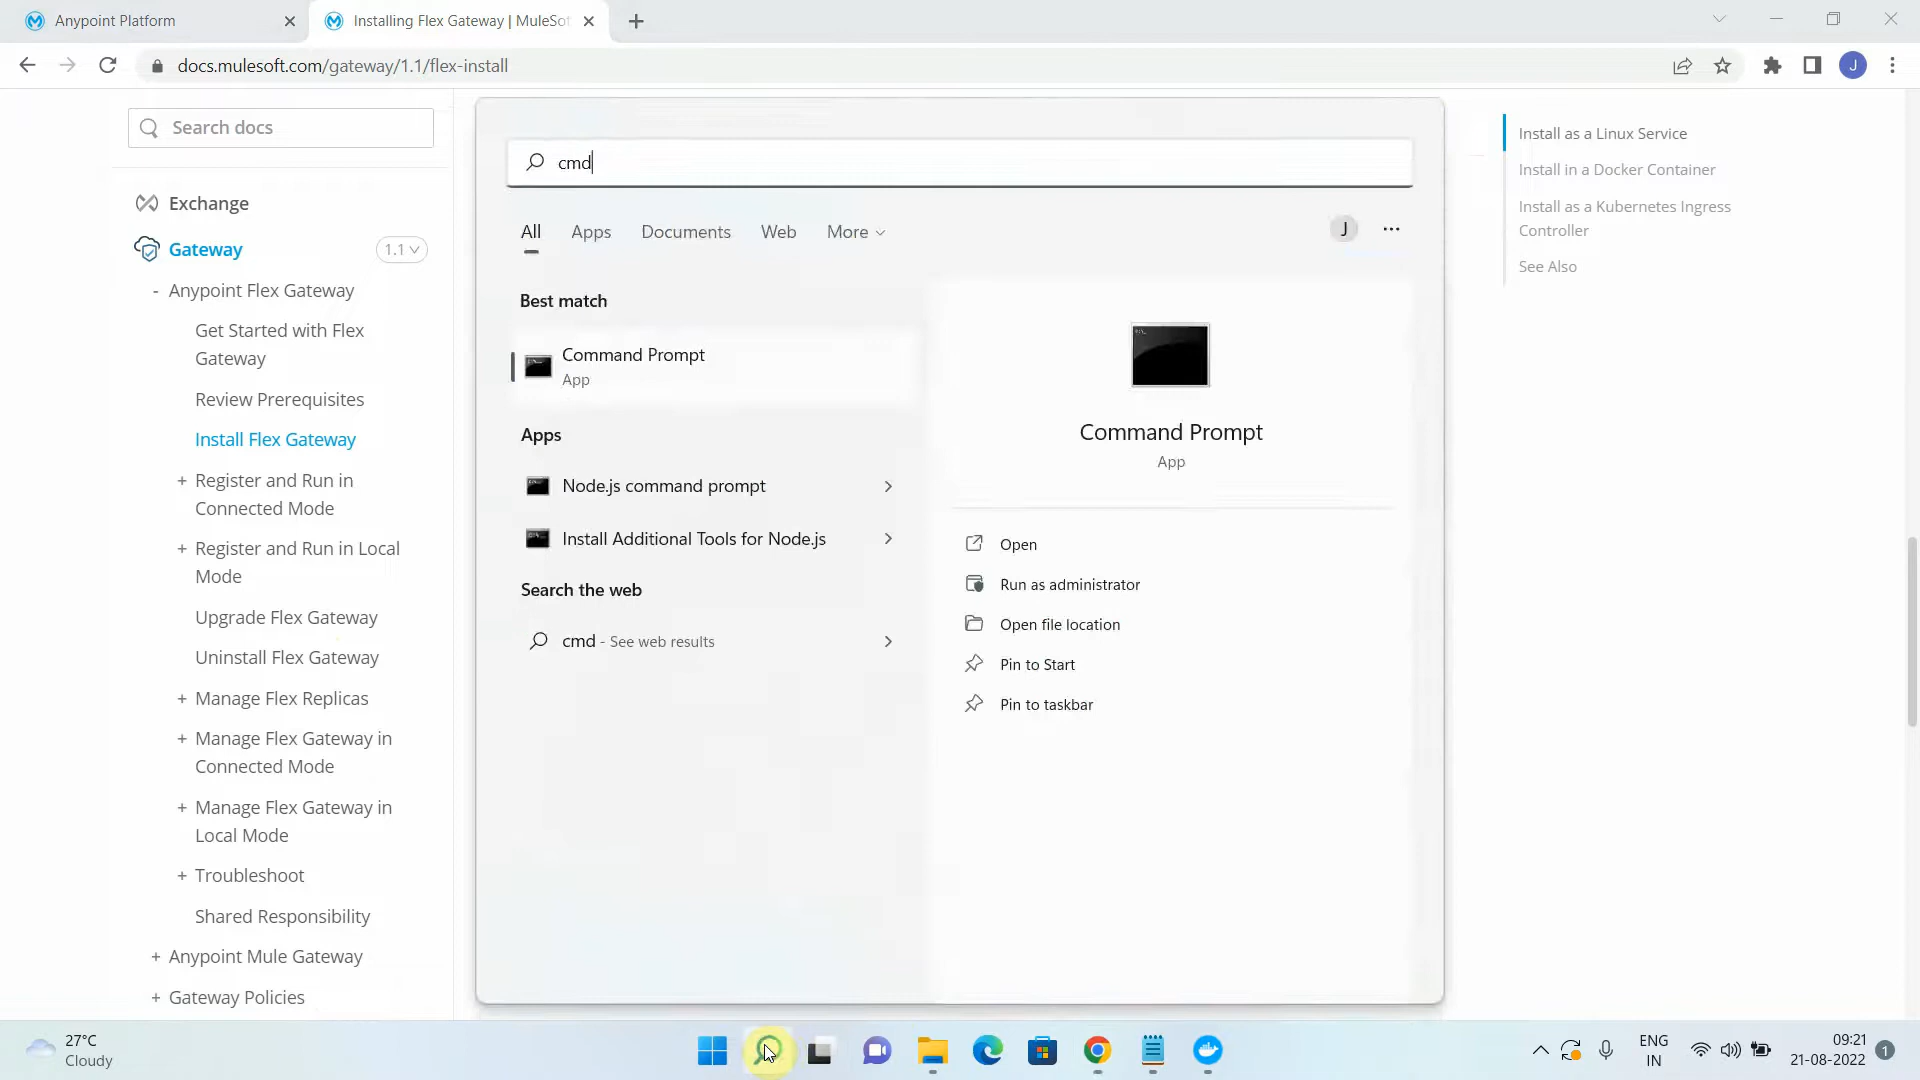 Anypoint Platform
Installing Flex Gateway | MuleSof
docs.mulesoft.com/gateway/1.1/flex-install
J
Search docs
Exchange
Gateway
1.1
- Anypoint Flex Gateway
Get Started with Flex
Gateway
Review Prerequisites
Install Flex Gateway
+ Register and Run in
Connected Mode
+ Register and Run in Local
Mode
Upgrade Flex Gateway
Uninstall Flex Gateway
+ Manage Flex Replicas
+ Manage Flex Gateway in
Connected Mode
+ Manage Flex Gateway in
Local Mode
+ Troubleshoot
Shared Responsibility
+ Anypoint Mule Gateway
+ Gateway Policies
cmd
All Apps Documents Web More
J
Best match
Command Prompt
App
Apps
Node.js command prompt
Install Additional Tools for Node.js
Search the web
cmd - See web results
Command Prompt
App
Open
Run as administrator
Open file location
Pin to Start
Pin to taskbar
Install as a Linux Service
Install in a Docker Container
Install as a Kubernetes Ingress
Controller
See Also
27°C
Cloudy
ENG
IN
09:21
21-08-2022
1